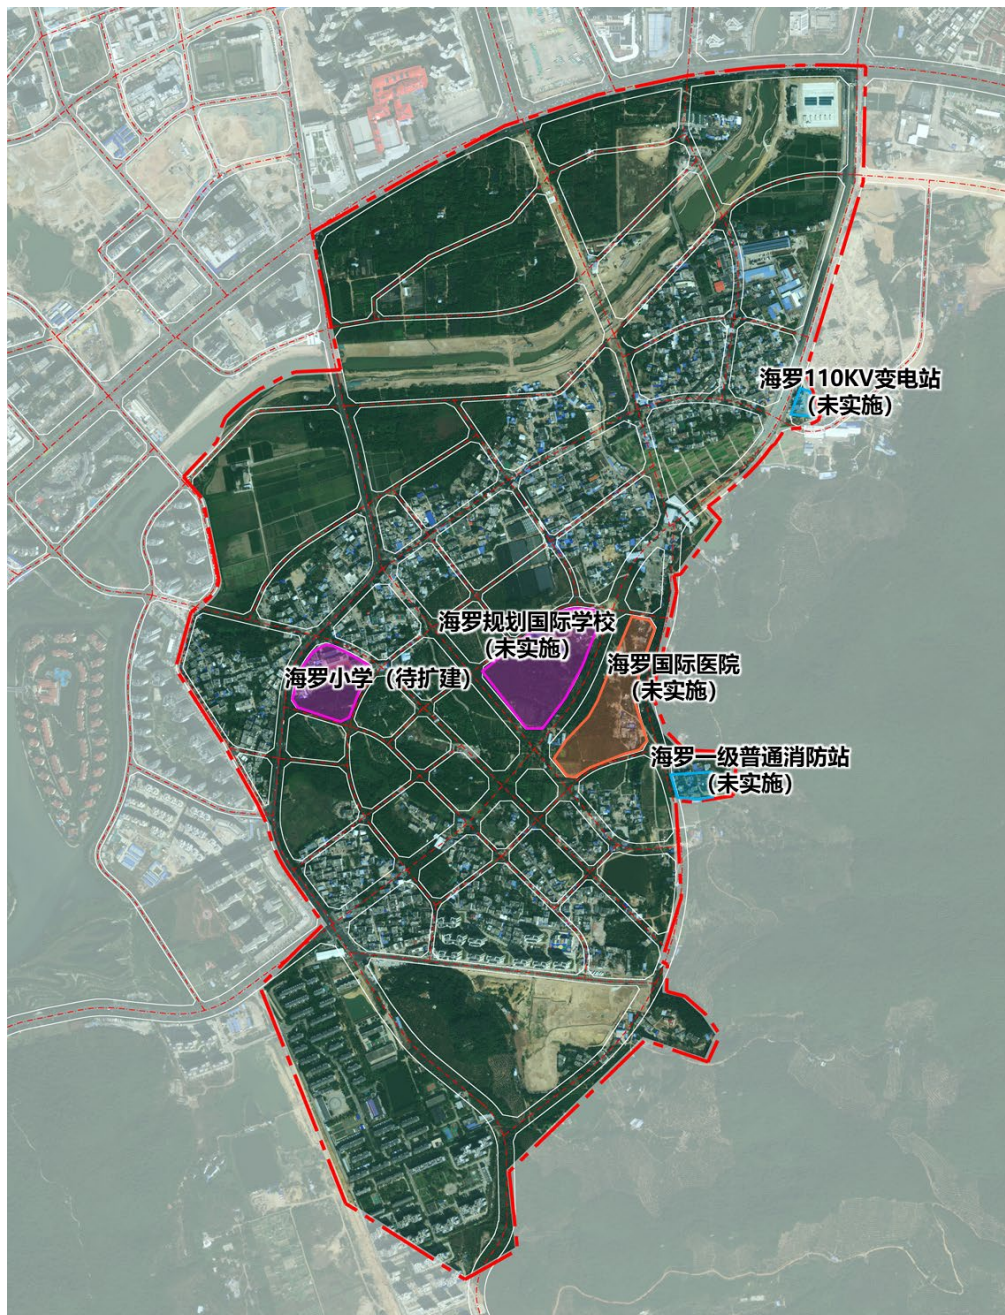 海罗110KV变电站
（未实施）
海罗规划国际学校
（未实施）
海罗国际医院
（未实施）
海罗小学（待扩建）
海罗一级普通消防站
（未实施）